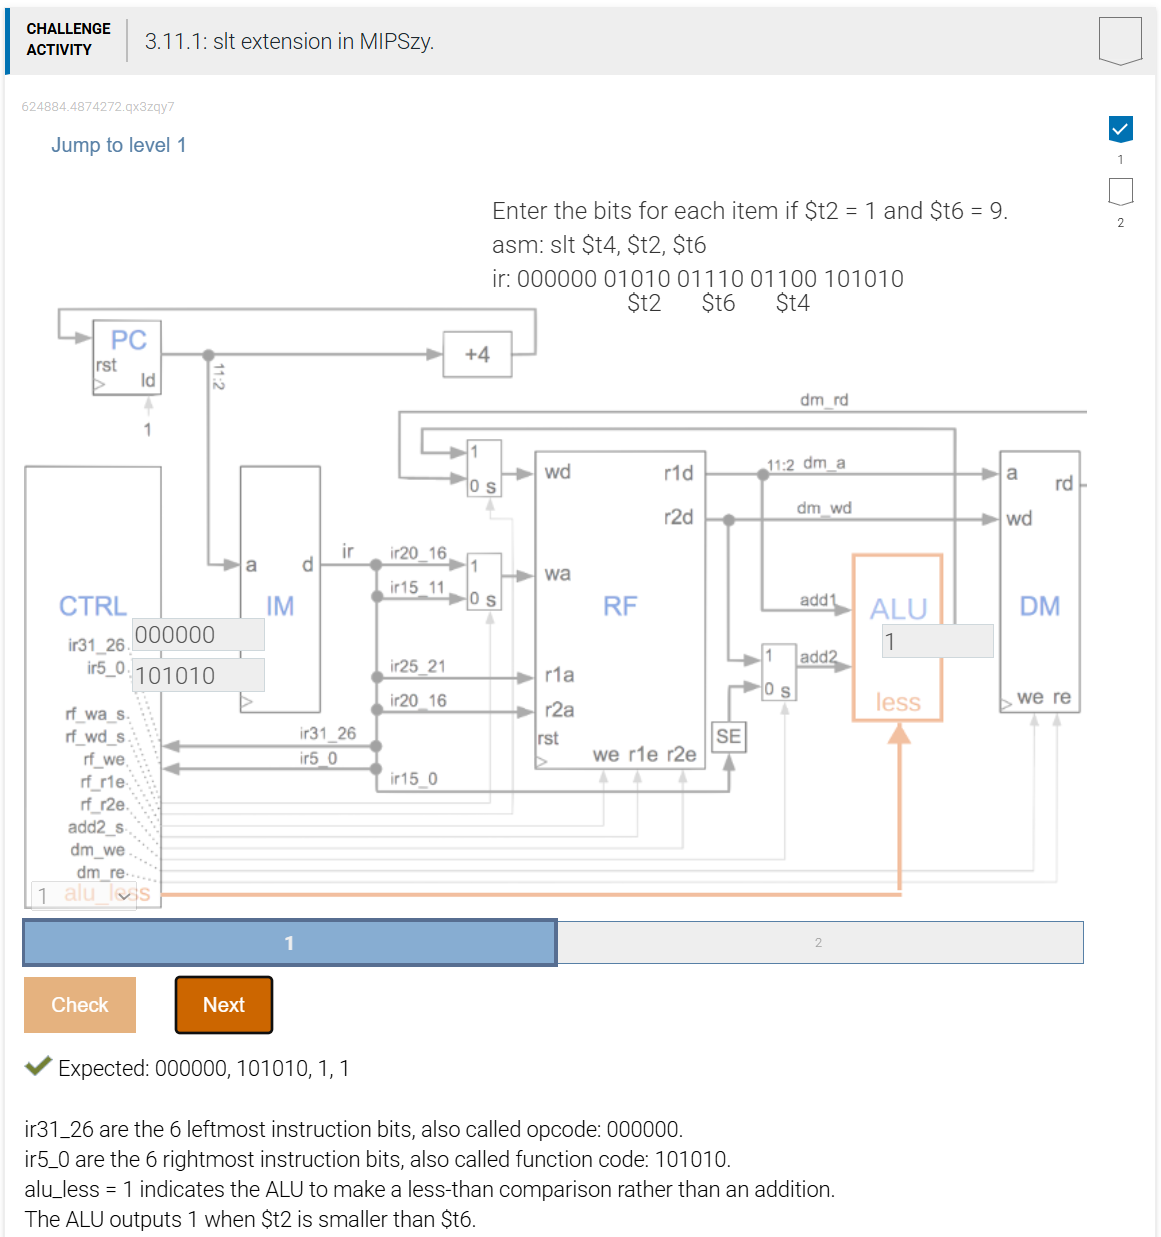 CHALLENGE
ACTIVITY
3.11.1: slt extension in MIPSzy.
624884.4874272.qx3zqy7
Jump to level 1
1
2
Enter the bits for each item if $t2 = 1 and $t6 = 9.
asm: slt $t4, $t2, $t6
ir: 000000 01010 01110 01100 101010
$t2 $t6 $t4
PC
rst
ld
1
11:2
+4
dm_rd
1
0 s
wd
r1d
11:2 dm_a
a
rd
r2d
dm_wd
wd
a
d
ir
ir20_16
1
ir15_11
0 s
wa
CTRL
IM
RF
add1
ALU
DM
ir31_26
000000
ir5_0
101010
1
ir25_21
r1a
1
add2
0 s
ir20_16
r2a
less
we re
rf_wa_s
rf_wd_s
ir31_26
rst
SE
rf_we
ir5_0
we r1e r2e
rf_r1e
ir15_0
rf_r2e
add2_s
dm_we
dm_re
1 alu_less
1
2
Check
Next
Expected: 000000, 101010, 1, 1
ir31_26 are the 6 leftmost instruction bits, also called opcode: 000000.
ir5_0 are the 6 rightmost instruction bits, also called function code: 101010.
alu_less = 1 indicates the ALU to make a less-than comparison rather than an addition.
The ALU outputs 1 when $t2 is smaller than $t6.